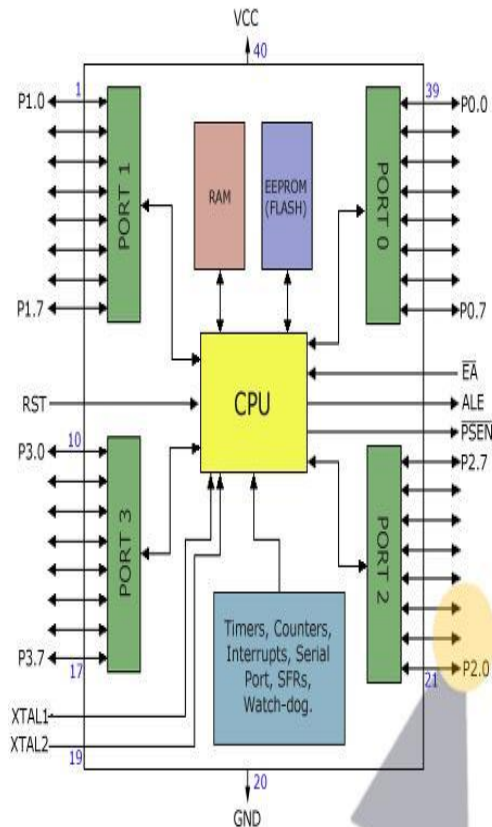 VCC
40
1
39
P1.0
P0.0
PORT 1
RAM
EEPROM
(FLASH)
PORT 0
P1.7
P0.7
EA
CPU
RST
ALE
PSEN
10
P3.0
P2.7
PORT 3
PORT 2
Timers, Counters,
Interrupts, Serial
Port, SFRs,
Watch-dog.
P3.7
P2.0
17
21
XTAL1
XTAL2
19
20
GND